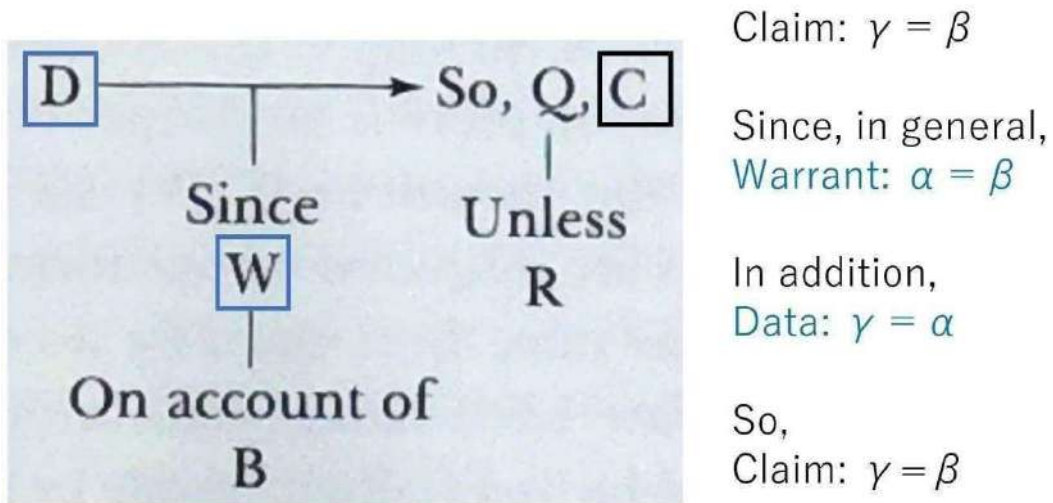 D
So, Q, C
Since
W
On account of
B
Unless
R
Claim: γ = β
Since, in general,
Warrant: α = β
In addition,
Data: γ = α
So,
Claim: γ = β